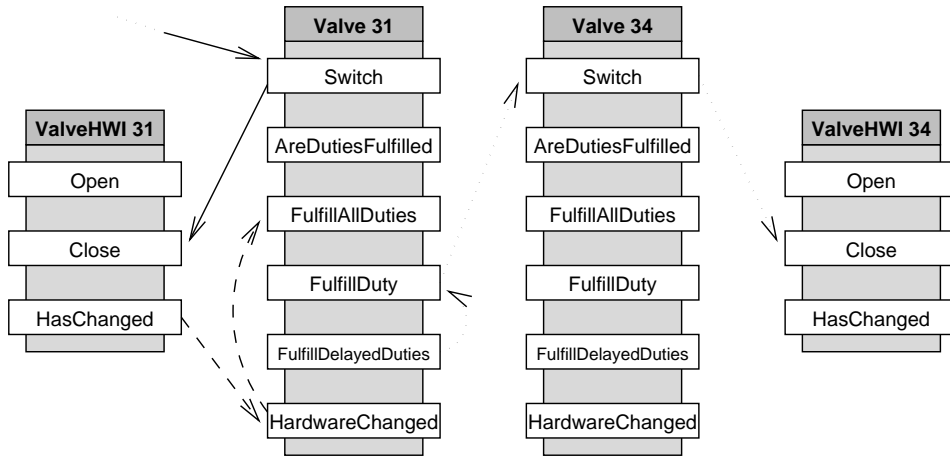 Valve 31
Switch
AreDutiesFulfilled
FulfillAllDuties
FulfillDuty
FulfillDelayedDuties
HardwareChanged
Valve 34
Switch
AreDutiesFulfilled
FulfillAllDuties
FulfillDuty
FulfillDelayedDuties
HardwareChanged
ValveHWI 31
Open
Close
HasChanged
ValveHWI 34
Open
Close
HasChanged